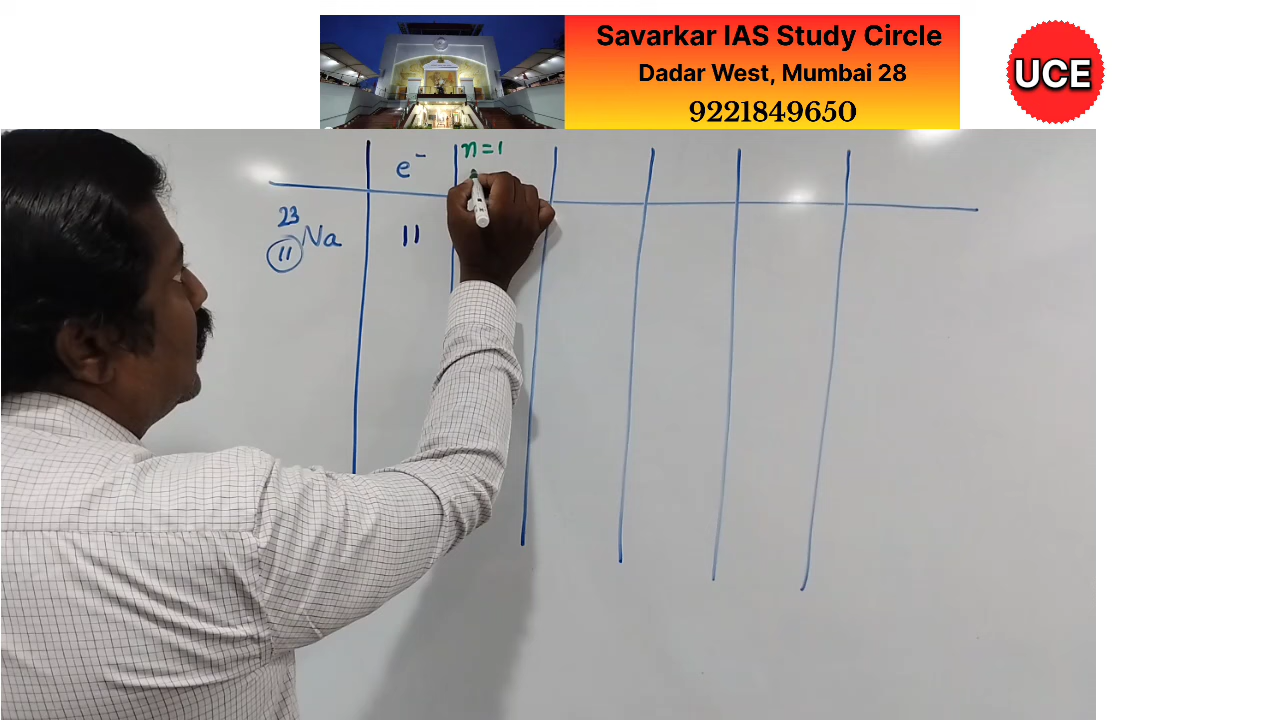 Savarkar IAS Study Circle
Dadar West, Mumbai 28
9221849650
UCE
e⁻
n = 1
23
11
Na
11